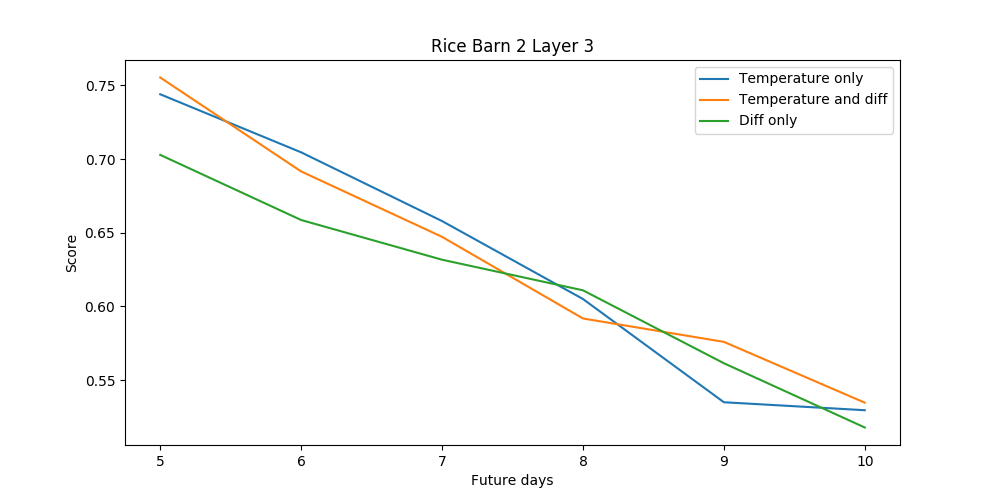 Rice Barn 2 Layer 3
Temperature only
Temperature and diff
Diff only
Score
0.75
0.70
0.65
0.60
0.55
5 6 7 8 9 10
Future days